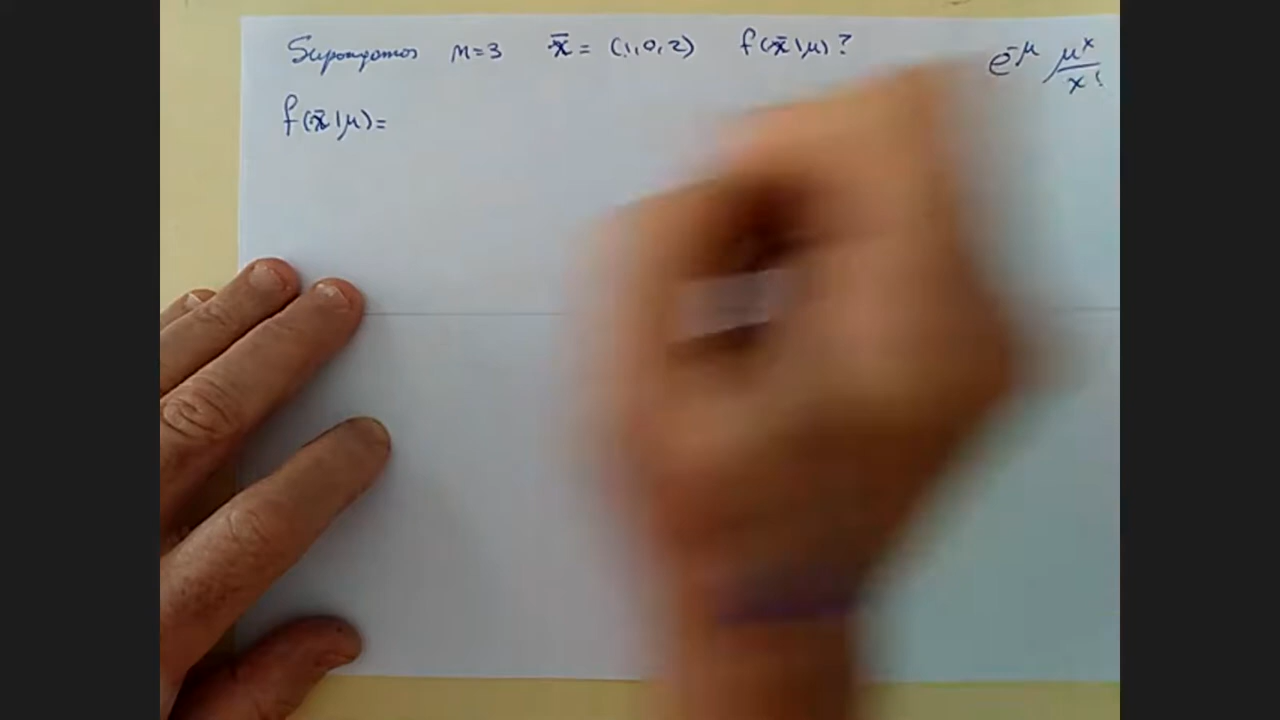 Supongamos n=3 x̄ = (1,0,2) f(x̄|μ)? e^-μ μ^x/x!
f(x̄|μ)=